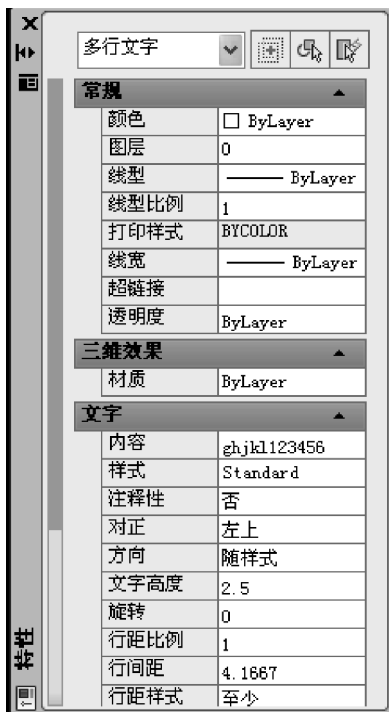 多行文字
常规
颜色 ByLayer
图层 0
线型 ByLayer
线型比例 1
打印样式 BYCOLOR
线宽 ByLayer
超链接
透明度 ByLayer
三维效果
材质 ByLayer
文字
内容 ghjkl123456
样式 Standard
注释性 否
对正 左上
方向 随样式
文字高度 2.5
旋转 0
行距比例 1
行间距 4.1667
行距样式 至少
特性